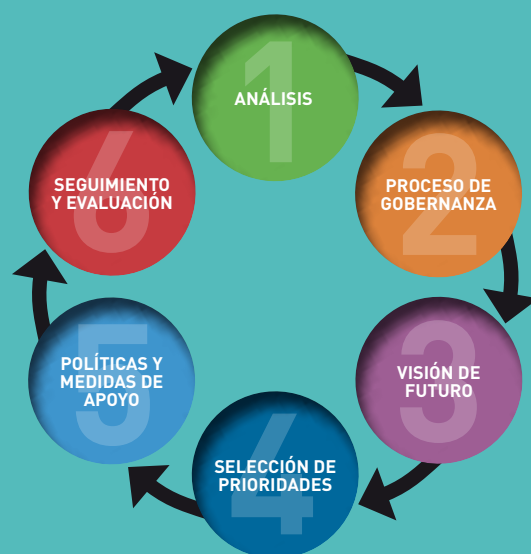 1
ANÁLISIS
2
PROCESO DE
GOBERNANZA
3
VISIÓN DE
FUTURO
4
SELECCIÓN DE
PRIORIDADES
5
POLÍTICAS Y
MEDIDAS DE
APOYO
6
SEGUIMIENTO
Y EVALUACIÓN